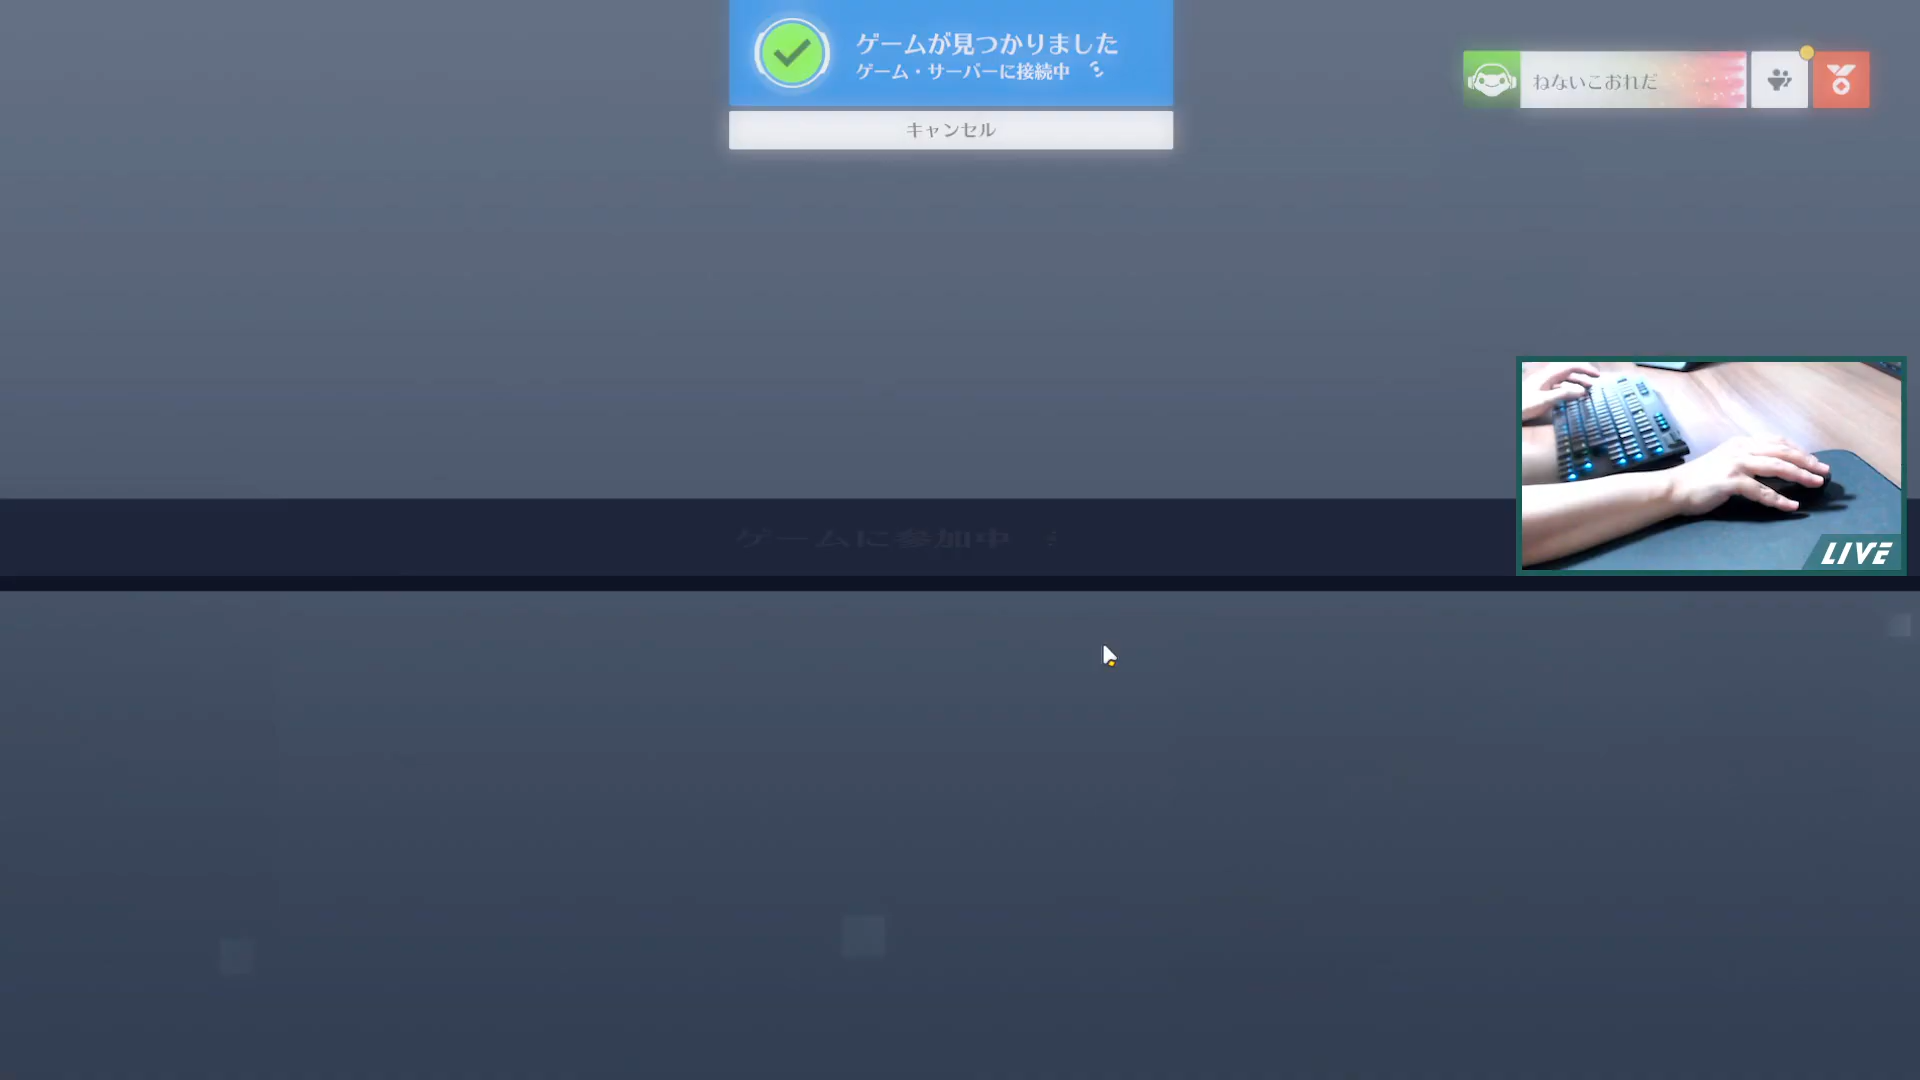 ゲームが見つかりました
ゲーム・サーバーに接続中
キャンセル
ねないこおれだ
ゲームに参加中
LIVE